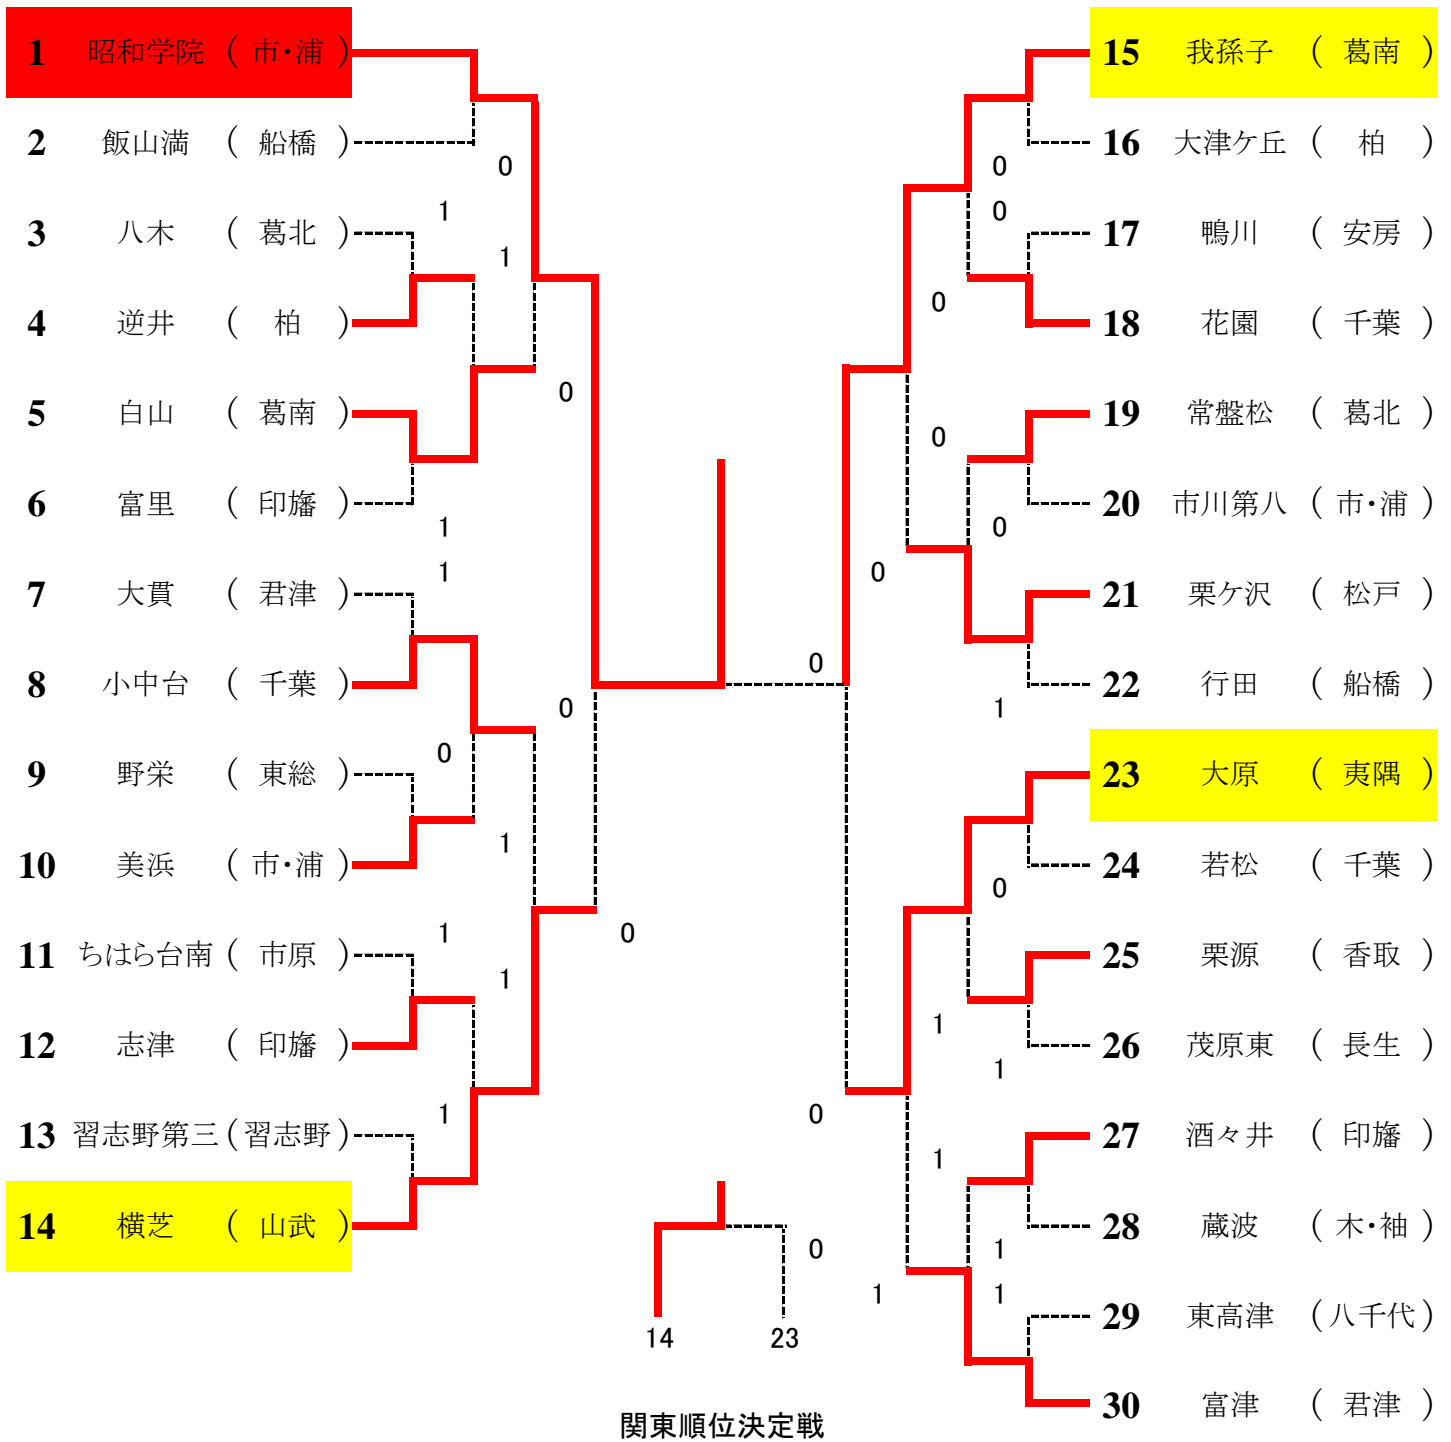 1 昭和学院 ( 市・浦 )
2 飯山満 ( 船橋 )
0
1
3 八木 ( 葛北 )
1
4 逆井 ( 柏 )
0
5 白山 ( 葛南 )
6 富里 ( 印旛 )
1
1
7 大貫 ( 君津 )
8 小中台 ( 千葉 )
0
0
9 野栄 ( 東総 )
1
10 美浜 ( 市・浦 )
1
0
11 ちはら台南 ( 市原 )
1
12 志津 ( 印旛 )
1
13 習志野第三 ( 習志野 )
14 横芝 ( 山武 )
15 我孫子 ( 葛南 )
16 大津ケ丘 ( 柏 )
0
0
17 鴨川 ( 安房 )
0
18 花園 ( 千葉 )
19 常盤松 ( 葛北 )
0
20 市川第八 ( 市・浦 )
0
0
21 栗ケ沢 ( 松戸 )
0
22 行田 ( 船橋 )
1
23 大原 ( 夷隅 )
24 若松 ( 千葉 )
0
25 栗源 ( 香取 )
1
26 茂原東 ( 長生 )
1
0
27 酒々井 ( 印旛 )
1
28 蔵波 ( 木・袖 )
1
0
1
1
29 東高津 ( 八千代 )
30 富津 ( 君津 )
14 23
関東順位決定戦